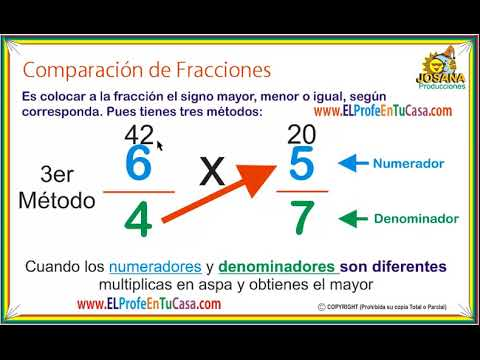 JOSANA
Producciones
Comparación de Fracciones
Es colocar a la fracción el signo mayor, menor o igual, según
corresponda. Pues tienes tres métodos:
www.ELProfeEnTuCasa.com
42 20
3er
Método
6 X 5
4 7
Numerador
Denominador
Cuando los numeradores y denominadores son diferentes
multiplicas en aspa y obtienes el mayor
www.ELProfeEnTuCasa.com
© COPYRIGHT (Prohibida su copia Total o Parcial)